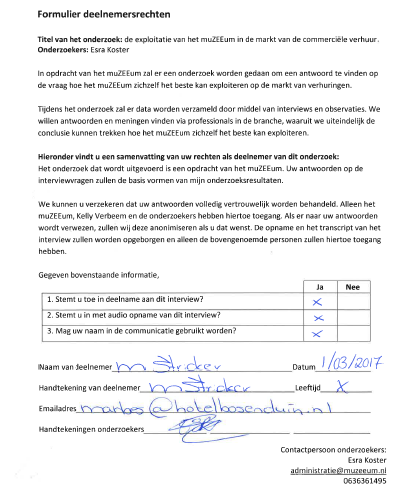 Formulier deelnemersrechten
Titel van het onderzoek: de exploitatie van het muZEEum in de markt van de commerciële verhuur.
Onderzoekers: Esra Koster
In opdracht van het muZEEum zal er een onderzoek worden gedaan om een antwoord te vinden op
de vraag hoe het muZEEum zichzelf het beste kan exploiteren op de markt van verhuringen.
Tijdens het onderzoek zal er data worden verzameld door middel van interviews en observaties. We
willen antwoorden en meningen vinden via professionals in de branche, waaruit we uiteindelijk de
conclusie kunnen trekken hoe het muZEEum zichzelf het beste kan exploiteren.
Hieronder vindt u een samenvatting van uw rechten als deelnemer van dit onderzoek:
Het onderzoek dat wordt uitgevoerd is een opdracht van het muZEEum. Uw antwoorden op de
interviewvragen zullen de basis vormen van mijn onderzoeksresultaten.
We kunnen u verzekeren dat uw antwoorden volledig vertrouwelijk worden behandeld. Alleen het
muZEEum, Kelly Verbeem en de onderzoekers hebben hiertoe toegang. Als er naar uw antwoorden
wordt verwezen, zullen wij deze anonimiseren als u dat wenst. De opname en het transcript van het
interview zullen worden opgeborgen en alleen de bovengenoemde personen zullen hiertoe toegang
hebben.
Gegeven bovenstaande informatie,
Ja Nee
1. Stemt u toe in deelname aan dit interview? x
2. Stemt u in met audio opname van dit interview? x
3. Mag uw naam in de communicatie gebruikt worden? x
Naam van deelnemer m Stricker Datum 1/03/2017
Handtekening van deelnemer m Stricker Leeftijd x
Emailadres marbes@hotelbosenduin.nl
Handtekeningen onderzoekers
Contactpersoon onderzoekers:
Esra Koster
administratie@muzeeum.nl
0636361495